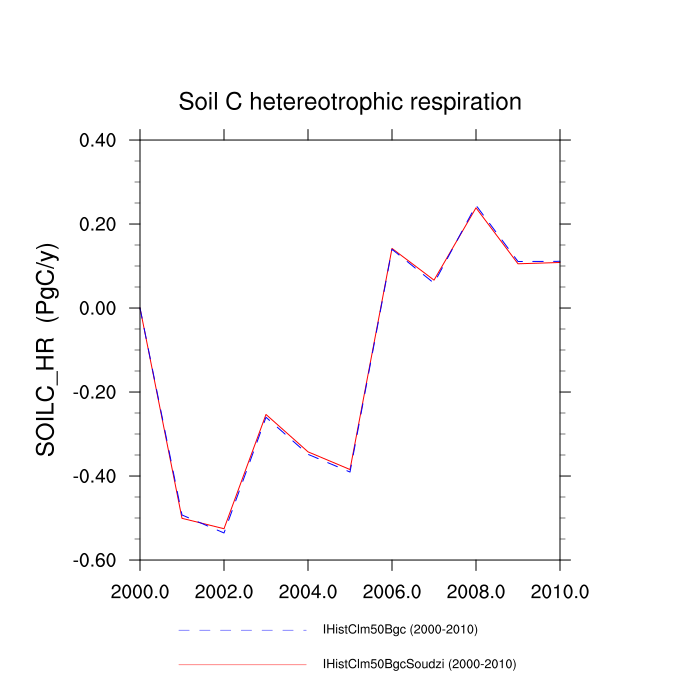 Soil C hetereotrophic respiration
SOILC_HR (PgC/y)
0.40
0.20
0.00
-0.20
-0.40
-0.60
2000.0 2002.0 2004.0 2006.0 2008.0 2010.0
IHistClm50Bgc (2000-2010)
IHistClm50BgcSoudzi (2000-2010)